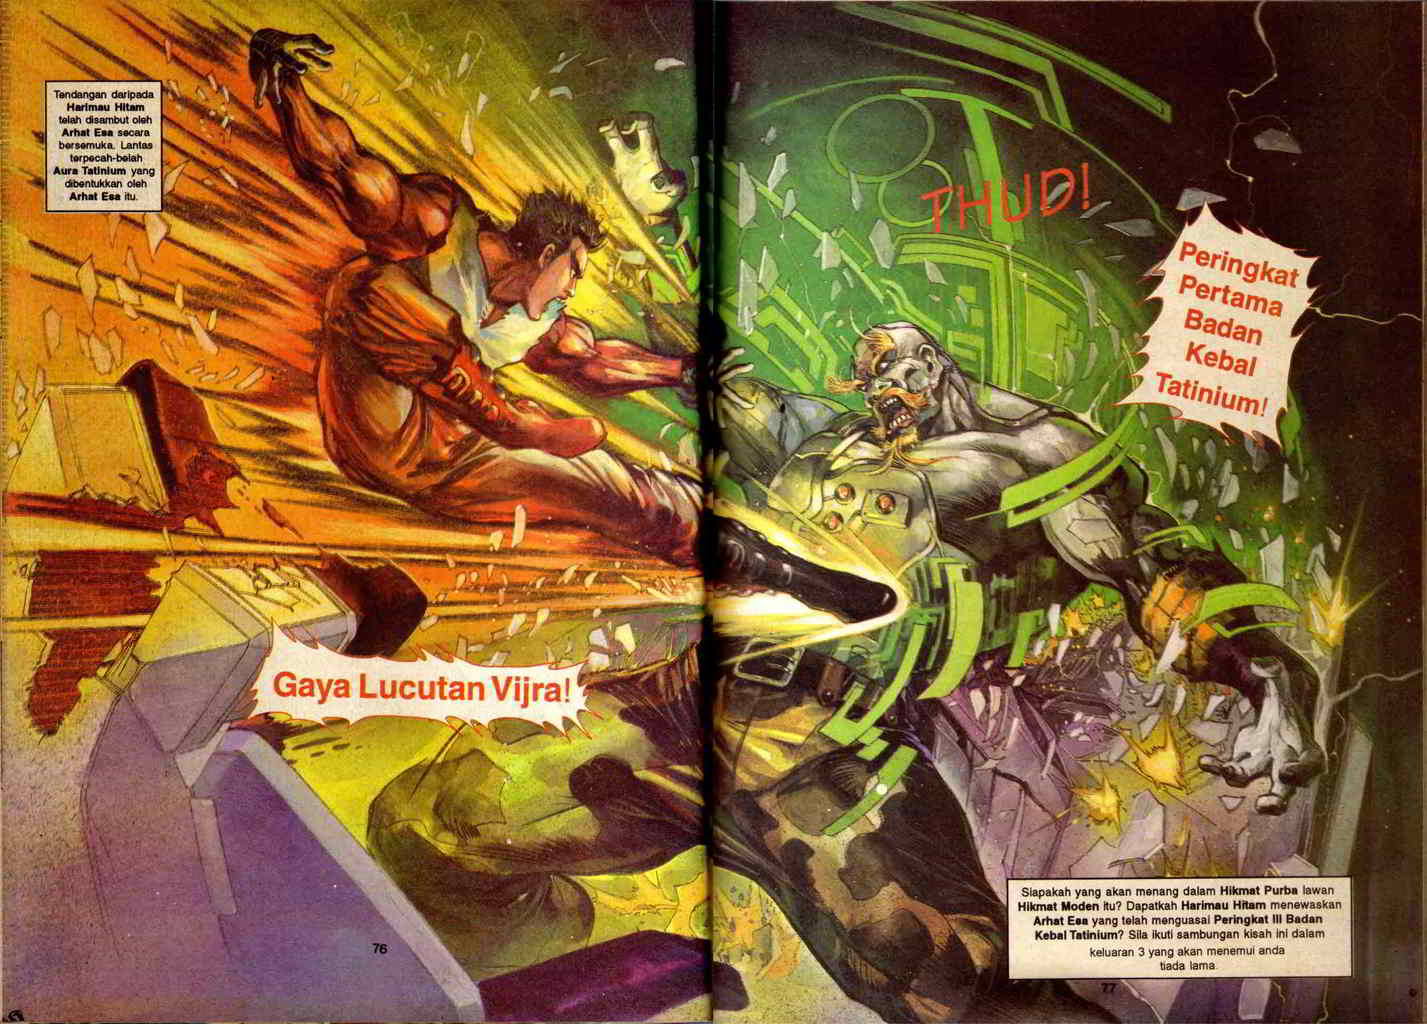 Tendangan daripada
Harimau Hitam
telah disambut oleh
Arhat Esa secara
bersemuka. Lantas
terpecah-belah
Aura Tatinium yang
dibentukkan oleh
Arhat Esa itu.
THUD!
Peringkat
Pertama
Badan
Kebal
Tatinium!
Gaya Lucutan Vijra!
Siapakah yang akan menang dalam Hikmat Purba lawan
Hikmat Moden itu? Dapatkah Harimau Hitam menewaskan
Arhat Esa yang telah menguasai Peringkat III Badan
Kebal Tatinium? Sila ikuti sambungan kisah ini dalam
keluaran 3 yang akan menemui anda
tiada lama.
76
77